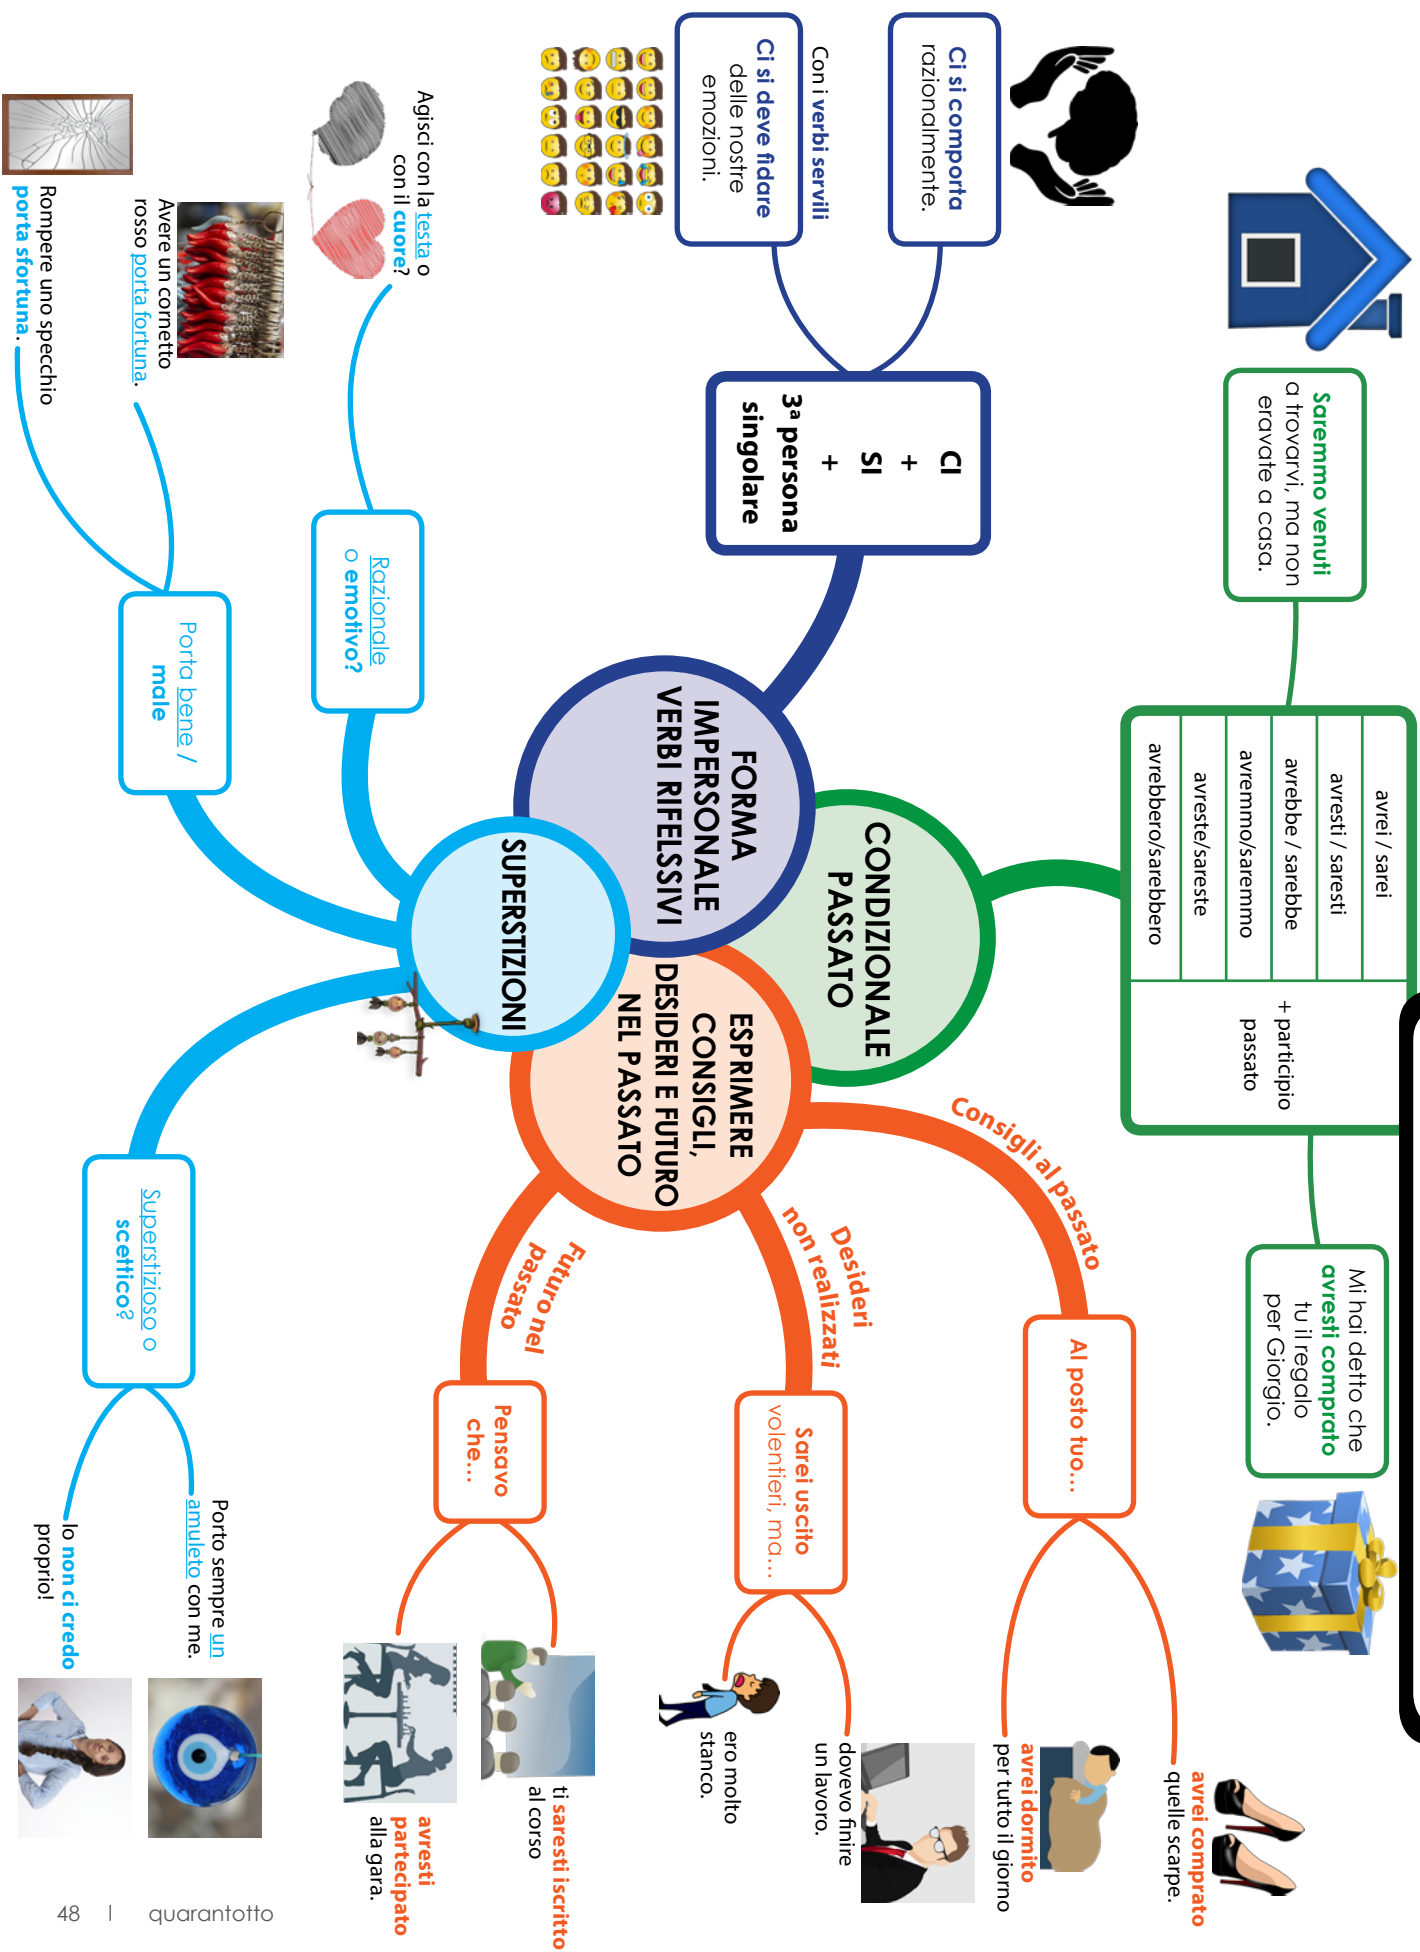 Saremmo venuti
a trovarvi, ma non
eravate a casa.
avrei / sarei
avresti / saresti
avrebbe / sarebbe
avremmo/saremmo
avreste/sareste
avrebbero/sarebbero
+ participio
passato
Mi hai detto che
avresti comprato
tu il regalo
per Giorgio.
CONDIZIONALE
PASSATO
Ci si comporta
razionalmente.
Con i verbi servili
Ci si deve fidare
delle nostre
emozioni.
CI
+
SI
+
3ª persona
singolare
FORMA
IMPERSONALE
VERBI RIFELSSIVI
ESPRIMERE
CONSIGLI,
DESIDERI E FUTURO
NEL PASSATO
Consigli al passato
Al posto tuo...
avrei comprato
quelle scarpe.
avrei dormito
per tutto il giorno
Desideri
non realizzati
Sarei uscito
volentieri, ma...
dovevo finire
un lavoro.
ero molto
stanco.
Futuro nel
passato
Pensavo
che...
ti saresti iscritto
al corso
avresti
partecipato
alla gara.
SUPERSTIZIONI
Agisci con la testa o
con il cuore?
Razionale
o emotivo?
Avere un cornetto
rosso porta fortuna.
Rompere uno specchio
porta sfortuna.
Porta bene /
male
Superstizioso o
scettico?
Porto sempre un
amuleto con me.
Io non ci credo
proprio!
48 | quarantotto